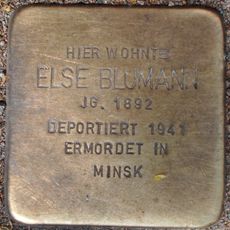 HIER WOHNTE
ELSE BLUMANN
JG. 1892
DEPORTIERT 1941
ERMORDET IN
MINSK